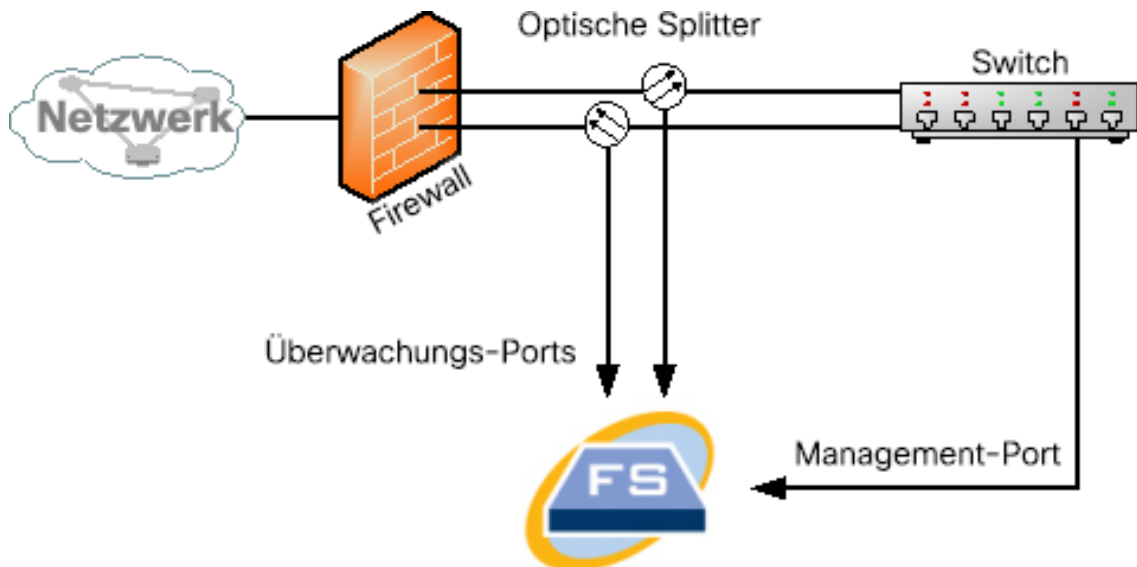 Optische Splitter
Switch
Netzwerk
Firewall
Überwachungs-Ports
Management-Port
FS